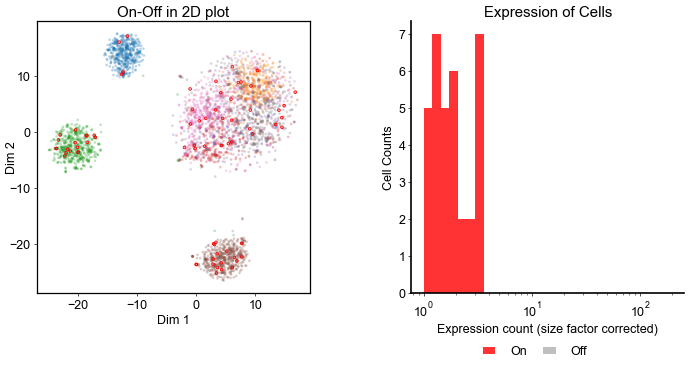 On-Off in 2D plot
Dim 2
10
0
−10
−20
−20
−10
0
10
Dim 1
Expression of Cells
Cell Counts
7
6
5
4
3
2
1
0
10^0
10^1
10^2
Expression count (size factor corrected)
On
Off